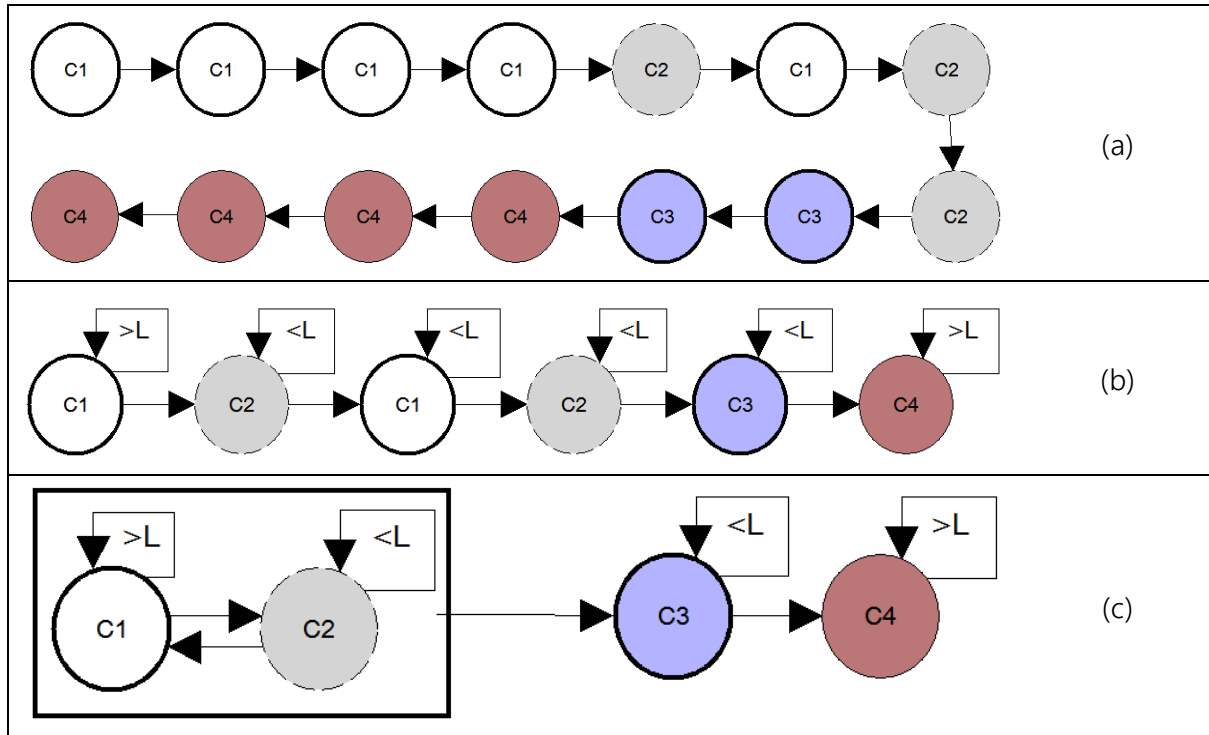 C1 C1 C1 C1 C2 C1 C2
(a)
C4 C4 C4 C4 C3 C3 C2
>L <L <L <L <L >L
C1 C2 C1 C2 C3 C4
(b)
>L <L <L >L
C1 C2 C3 C4
(c)